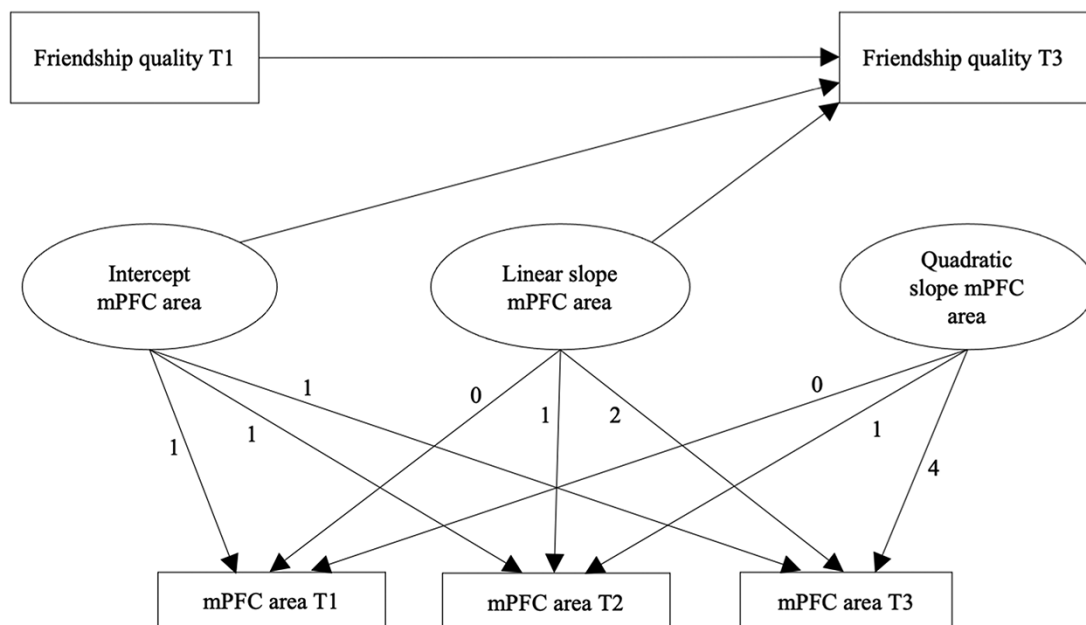 Friendship quality T1
Friendship quality T3
Intercept
mPFC area
Linear slope
mPFC area
Quadratic
slope mPFC
area
1
1
1
0
1
2
0
1
4
mPFC area T1
mPFC area T2
mPFC area T3